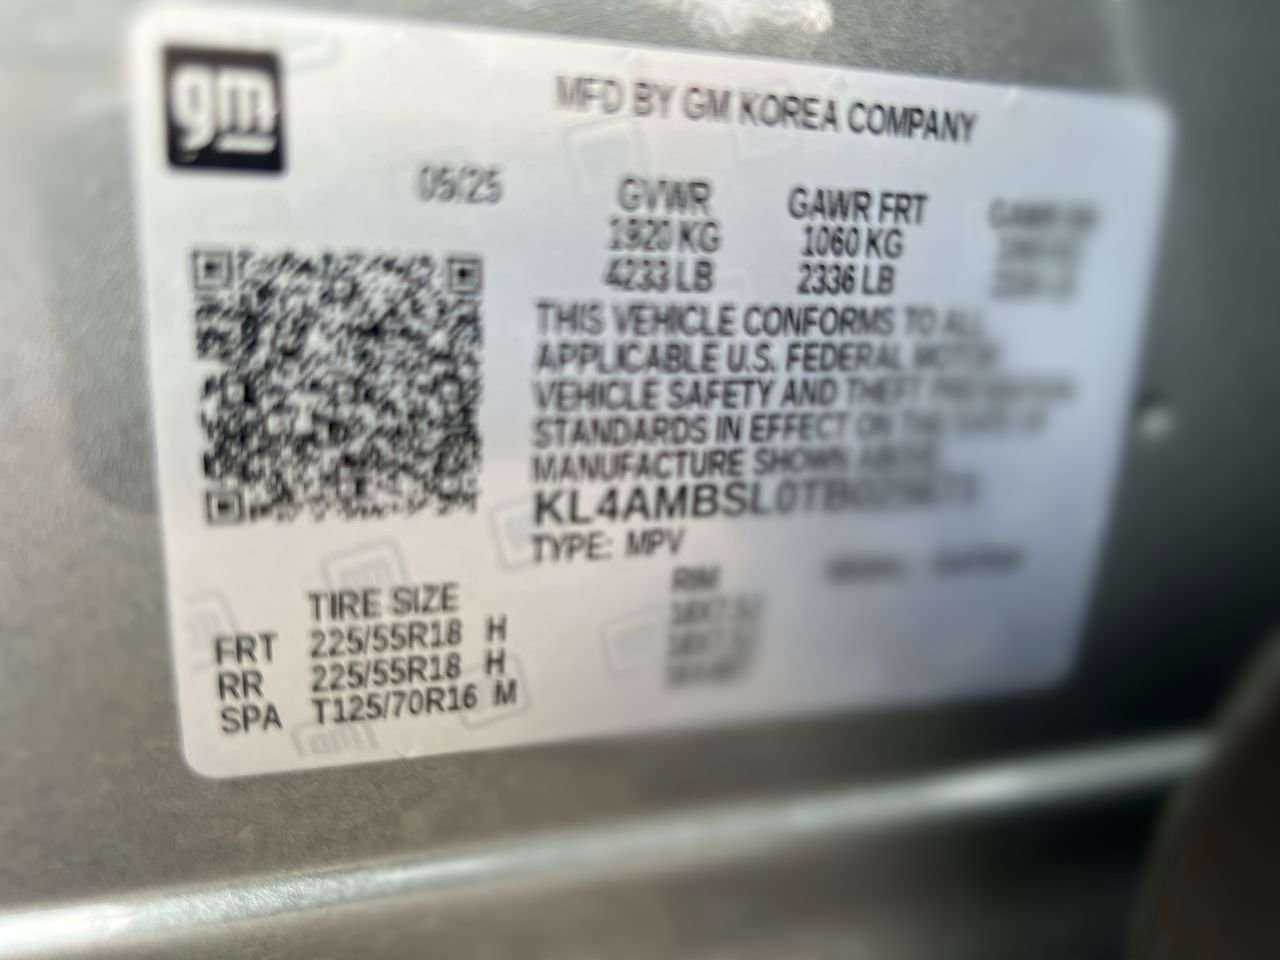 gm
MFD BY GM KOREA COMPANY
05/25
GVWR GAWR FRT
1920 KG 1060 KG
4233 LB 2336 LB
THIS VEHICLE CONFORMS TO ALL
APPLICABLE U.S. FEDERAL MOTOR
VEHICLE SAFETY AND THEFT PREVENTION
STANDARDS IN EFFECT ON THE DATE OF
MANUFACTURE SHOWN ABOVE
TYPE: MPV
TIRE SIZE RIM
FRT 225/55R18 H
RR 225/55R18 H
SPA T125/70R16 M